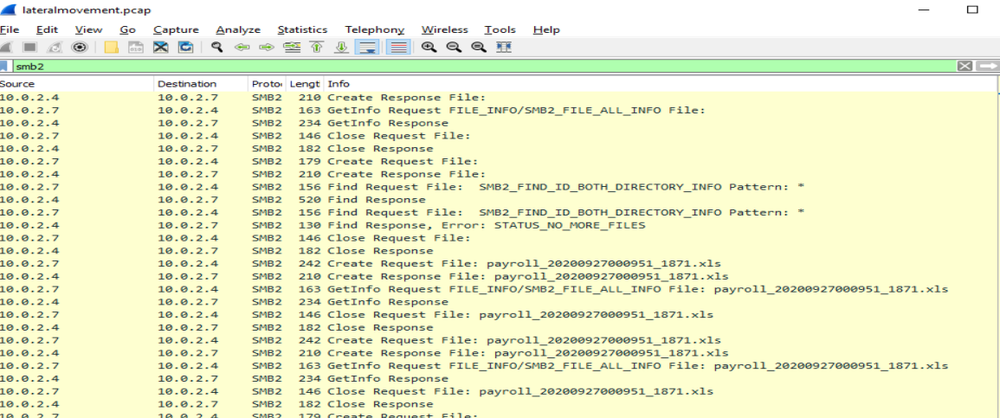 lateralmovement.pcap
File Edit View Go Capture Analyze Statistics Telephony Wireless Tools Help
smb2
Source Destination Proto Lengt Info
10.0.2.4 10.0.2.7 SMB2 210 Create Response File:
10.0.2.7 10.0.2.4 SMB2 163 GetInfo Request FILE_INFO/SMB2_FILE_ALL_INFO File:
10.0.2.4 10.0.2.7 SMB2 234 GetInfo Response
10.0.2.7 10.0.2.4 SMB2 146 Close Request File:
10.0.2.4 10.0.2.7 SMB2 182 Close Response
10.0.2.7 10.0.2.4 SMB2 179 Create Request File:
10.0.2.4 10.0.2.7 SMB2 210 Create Response File:
10.0.2.7 10.0.2.4 SMB2 156 Find Request File: SMB2_FIND_ID_BOTH_DIRECTORY_INFO Pattern: *
10.0.2.4 10.0.2.7 SMB2 520 Find Response
10.0.2.7 10.0.2.4 SMB2 156 Find Request File: SMB2_FIND_ID_BOTH_DIRECTORY_INFO Pattern: *
10.0.2.4 10.0.2.7 SMB2 130 Find Response, Error: STATUS_NO_MORE_FILES
10.0.2.7 10.0.2.4 SMB2 146 Close Request File:
10.0.2.4 10.0.2.7 SMB2 182 Close Response
10.0.2.7 10.0.2.4 SMB2 242 Create Request File: payroll_20200927000951_1871.xls
10.0.2.4 10.0.2.7 SMB2 210 Create Response File: payroll_20200927000951_1871.xls
10.0.2.7 10.0.2.4 SMB2 163 GetInfo Request FILE_INFO/SMB2_FILE_ALL_INFO File: payroll_20200927000951_1871.xls
10.0.2.4 10.0.2.7 SMB2 234 GetInfo Response
10.0.2.7 10.0.2.4 SMB2 146 Close Request File: payroll_20200927000951_1871.xls
10.0.2.4 10.0.2.7 SMB2 182 Close Response
10.0.2.7 10.0.2.4 SMB2 242 Create Request File: payroll_20200927000951_1871.xls
10.0.2.4 10.0.2.7 SMB2 210 Create Response File: payroll_20200927000951_1871.xls
10.0.2.7 10.0.2.4 SMB2 163 GetInfo Request FILE_INFO/SMB2_FILE_ALL_INFO File: payroll_20200927000951_1871.xls
10.0.2.4 10.0.2.7 SMB2 234 GetInfo Response
10.0.2.7 10.0.2.4 SMB2 146 Close Request File: payroll_20200927000951_1871.xls
10.0.2.4 10.0.2.7 SMB2 182 Close Response
10.0.2.7 10.0.2.4 SMB2 179 Create Request File: